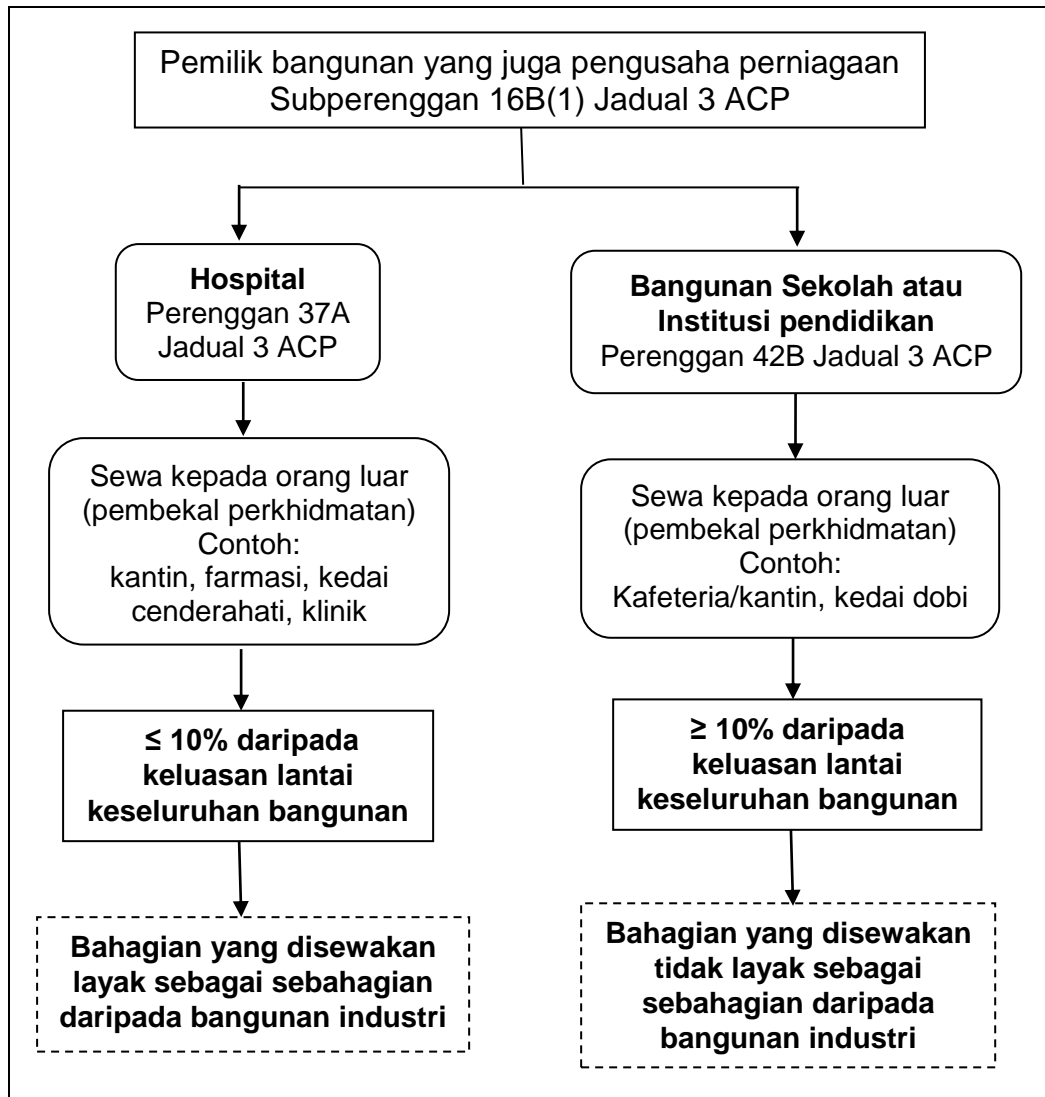 Pemilik bangunan yang juga pengusaha perniagaan
Subperenggan 16B(1) Jadual 3 ACP
Hospital
Perenggan 37A
Jadual 3 ACP
Sewa kepada orang luar
(pembekal perkhidmatan)
Contoh:
kantin, farmasi, kedai
cenderahati, klinik
≤ 10% daripada
keluasan lantai
keseluruhan bangunan
Bahagian yang disewakan
layak sebagai sebahagian
daripada bangunan industri
Bangunan Sekolah atau
Institusi pendidikan
Perenggan 42B Jadual 3 ACP
Sewa kepada orang luar
(pembekal perkhidmatan)
Contoh:
Kafeteria/kantin, kedai dobi
≥ 10% daripada
keluasan lantai
keseluruhan bangunan
Bahagian yang disewakan
tidak layak sebagai
sebahagian daripada
bangunan industri